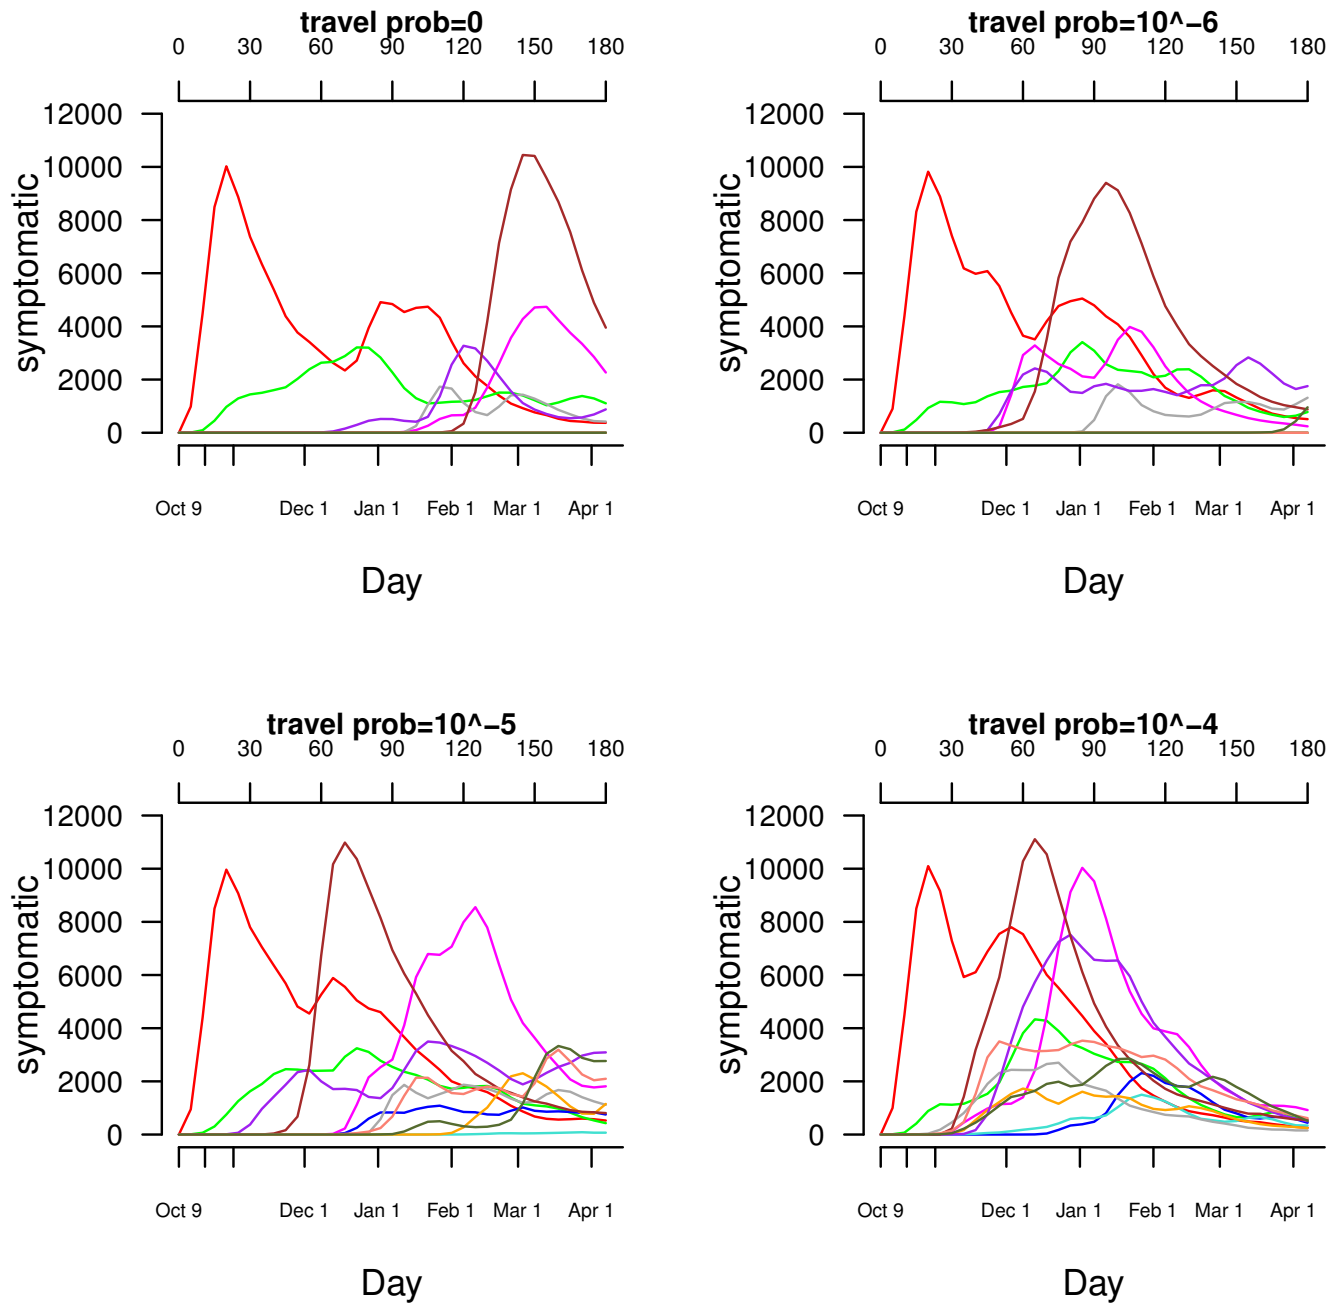 travel prob=0
0 30 60 90 120 150 180
12000
10000
8000
6000
4000
2000
0
symptomatic
Oct 9 Dec 1 Jan 1 Feb 1 Mar 1 Apr 1
Day
travel prob=10^−6
0 30 60 90 120 150 180
12000
10000
8000
6000
4000
2000
0
symptomatic
Oct 9 Dec 1 Jan 1 Feb 1 Mar 1 Apr 1
Day
travel prob=10^−5
0 30 60 90 120 150 180
12000
10000
8000
6000
4000
2000
0
symptomatic
Oct 9 Dec 1 Jan 1 Feb 1 Mar 1 Apr 1
Day
travel prob=10^−4
0 30 60 90 120 150 180
12000
10000
8000
6000
4000
2000
0
symptomatic
Oct 9 Dec 1 Jan 1 Feb 1 Mar 1 Apr 1
Day